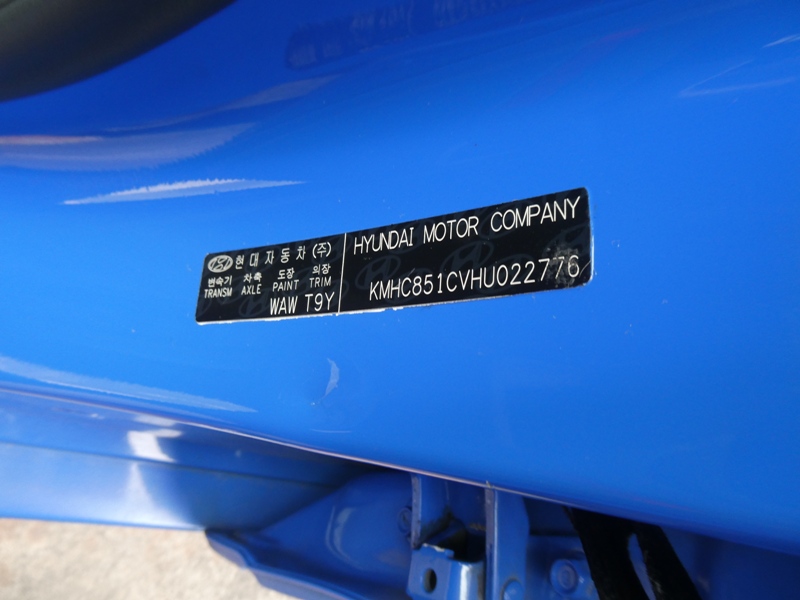 현대자동차(주)
변속기 차축 도장 의장
TRANSM AXLE PAINT TRIM
WAW T9Y
HYUNDAI MOTOR COMPANY
KMHC851CVHU022776